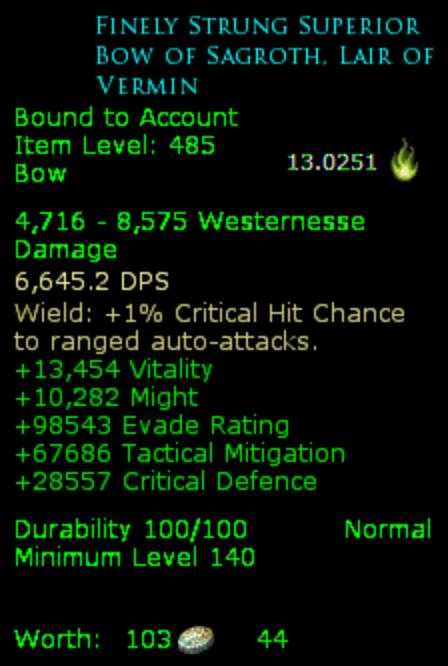 Finely Strung Superior
Bow of Sagroth, Lair of
Vermin
Bound to Account
Item Level: 485
13.0251
Bow
4,716 - 8,575 Westernesse
Damage
6,645.2 DPS
Wield: +1% Critical Hit Chance
to ranged auto-attacks.
+13,454 Vitality
+10,282 Might
+98543 Evade Rating
+67686 Tactical Mitigation
+28557 Critical Defence
Durability 100/100 Normal
Minimum Level 140
Worth: 103 44